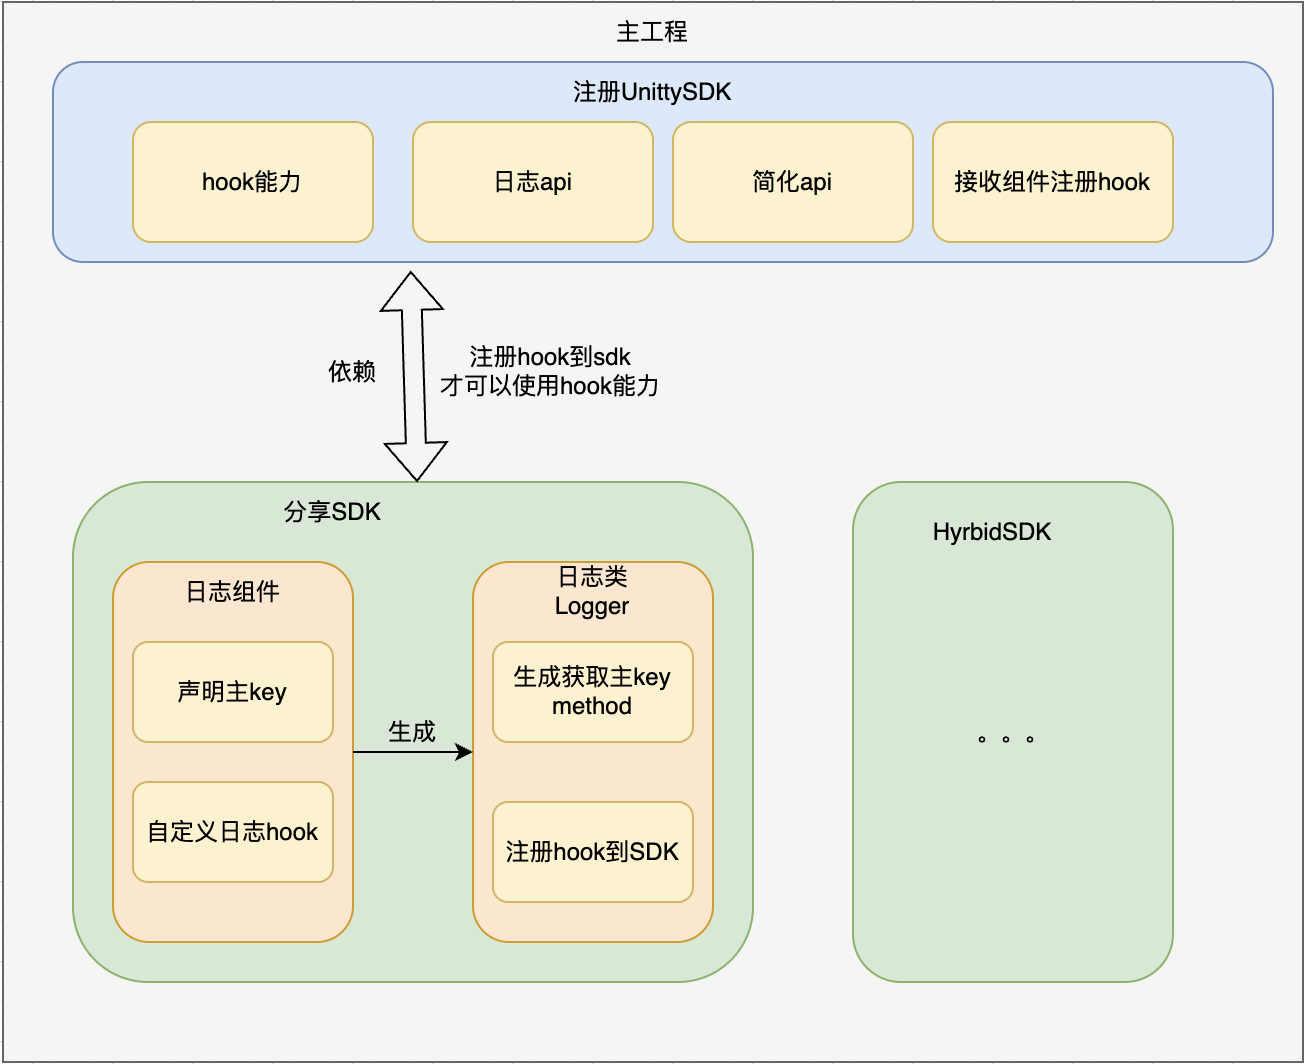 主工程
注册UnittySDK
hook能力
日志api
简化api
接收组件注册hook
依赖
注册hook到sdk
才可以使用hook能力
分享SDK
日志组件
声明主key
自定义日志hook
生成
日志类
Logger
生成获取主key
method
注册hook到SDK
HyrbidSDK
。。。